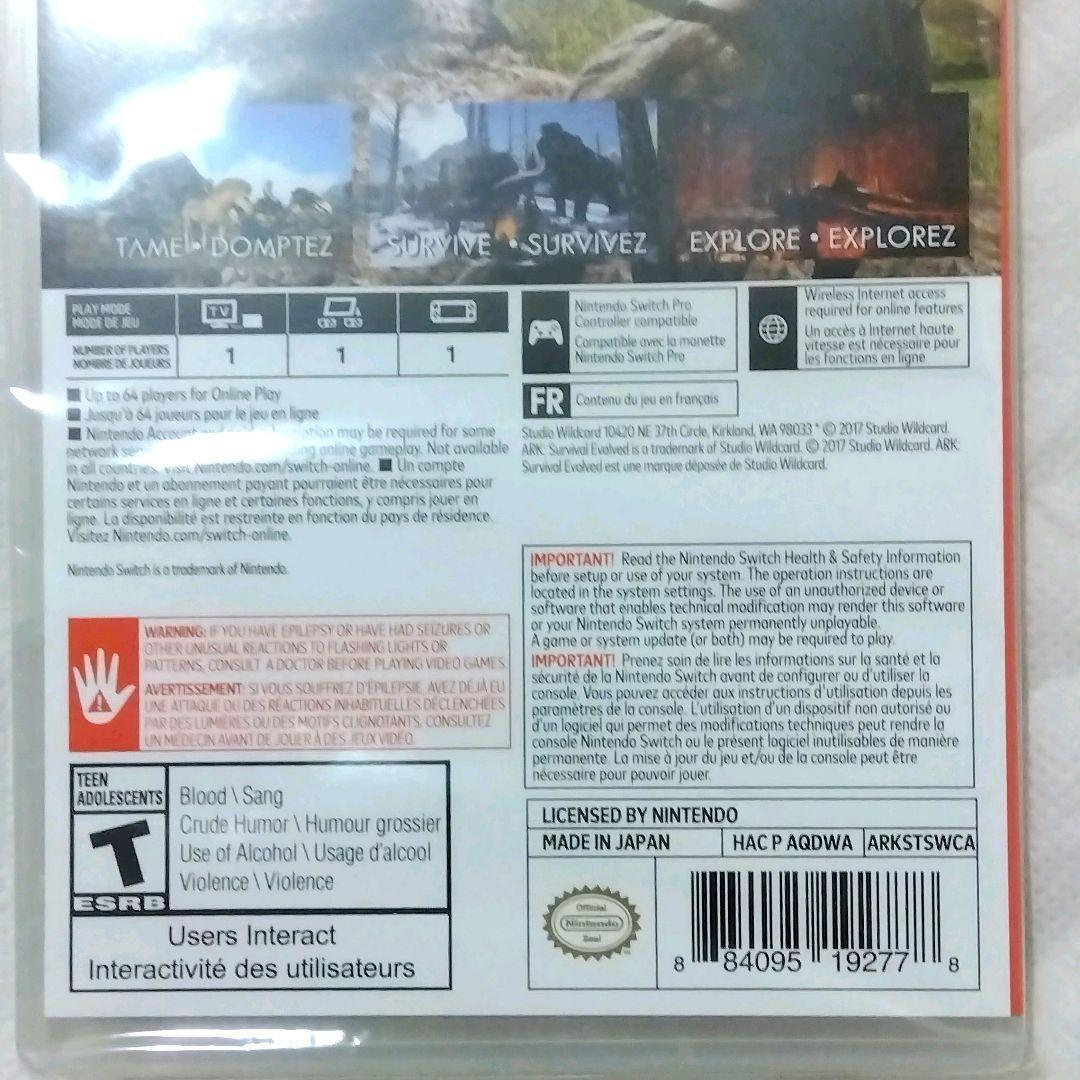 TAME • DOMPTEZ
SURVIVE • SURVIVEZ
EXPLORE • EXPLOREZ
PLAY MODE
MODE DE JEU
TV
NUMBER OF PLAYERS
NOMBRE DE JOUEURS
1 1 1
Up to 64 players for Online Play
Jusqu'à 64 joueurs pour le jeu en ligne
Nintendo Account may be required for some
network online gameplay. Not available
in all countries. Visit Nintendo.com/switch-online. Un compte
Nintendo et un abonnement payant pourraient être nécessaires pour
certains services en ligne et certaines fonctions, y compris jouer en
ligne. La disponibilité est restreinte en fonction du pays de résidence.
Visitez Nintendo.com/switch-online.
Nintendo Switch is a trademark of Nintendo.
Nintendo Switch Pro
Controller compatible
Compatible avec la manette
Nintendo Switch Pro
Wireless Internet access
required for online features
Un accès à Internet haute
vitesse est nécessaire pour
les fonctions en ligne
FR Contenu du jeu en français
Studio Wildcard 10420 NE 37th Circle, Kirkland, WA 98033 * © 2017 Studio Wildcard.
ARK: Survival Evolved is a trademark of Studio Wildcard. © 2017 Studio Wildcard. ARK:
Survival Evolved est une marque déposée de Studio Wildcard.
WARNING: IF YOU HAVE EPILEPSY OR HAVE HAD SEIZURES OR
OTHER UNUSUAL REACTIONS TO FLASHING LIGHTS OR
PATTERNS, CONSULT A DOCTOR BEFORE PLAYING VIDEO GAMES.
AVERTISSEMENT: SI VOUS SOUFFREZ D'ÉPILEPSIE, AVEZ DÉJÀ EU
UNE ATTAQUE OU DES RÉACTIONS INHABITUELLES DÉCLENCHÉES
PAR DES LUMIÈRES OU DES MOTIFS CLIGNOTANTS, CONSULTEZ
UN MÉDECIN AVANT DE JOUER À DES JEUX VIDÉO.
IMPORTANT! Read the Nintendo Switch Health & Safety Information
before setup or use of your system. The operation instructions are
located in the system settings. The use of an unauthorized device or
software that enables technical modification may render this software
or your Nintendo Switch system permanently unplayable.
A game or system update (or both) may be required to play.
IMPORTANT! Prenez soin de lire les informations sur la santé et la
sécurité de la Nintendo Switch avant de configurer ou d'utiliser la
console. Vous pouvez accéder aux instructions d'utilisation depuis les
paramètres de la console. L'utilisation d'un dispositif non autorisé ou
d'un logiciel qui permet des modifications techniques peut rendre la
console Nintendo Switch ou le présent logiciel inutilisables de manière
permanente. La mise à jour du jeu et/ou de la console peut être
nécessaire pour pouvoir jouer.
TEEN
ADOLESCENTS
T
ESRB
Blood \ Sang
Crude Humor \ Humour grossier
Use of Alcohol \ Usage d'alcool
Violence \ Violence
Users Interact
Interactivité des utilisateurs
LICENSED BY NINTENDO
MADE IN JAPAN HAC P AQDWA ARKSTSWCA
Official
Nintendo
Seal
8 84095 19277 8